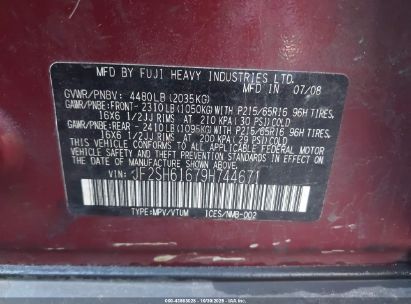 MFD BY FUJI HEAVY INDUSTRIES LTD.
MFD IN 07/08
GVWR/PNBV: 4480LB(2035KG)
GAWR/PNBE:FRONT- 2310LB(1050KG)WITH P215/65R16 96H TIRES,
16X6 1/2JJ RIMS AT 210 KPA(30 PSI)COLD
GAWR/PNBE:REAR - 2410LB(1095KG)WITH P215/65R16 96H TIRES,
16X6 1/2JJ RIMS AT 200 KPA(29 PSI)COLD
THIS VEHICLE CONFORMS TO ALL APPLICABLE
VEHICLE SAFETY AND
STANDARDS IN EFFECT ON THE DATE OF
MANUFACTURE SHOWN ABOVE.
VIN: JF2SH61679H744671
TYPE:MPV/VTUM ICES/NMB-002
10/30/2025